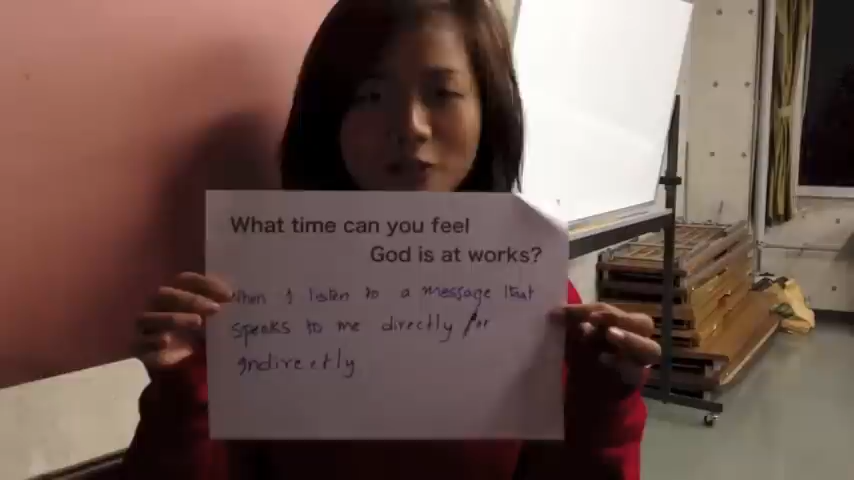 What time can you feel
God is at works?
When I listen to a message that
speaks to me directly /or
Indirectly